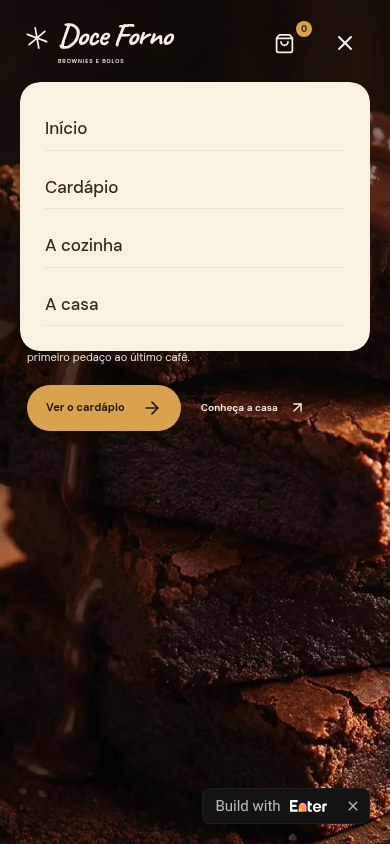 Doce Forno
BROWNIES E BOLOS
0
Início
Cardápio
A cozinha
A casa
primeiro pedaço ao último café.
Ver o cardápio
Conheça a casa
Build with Enter